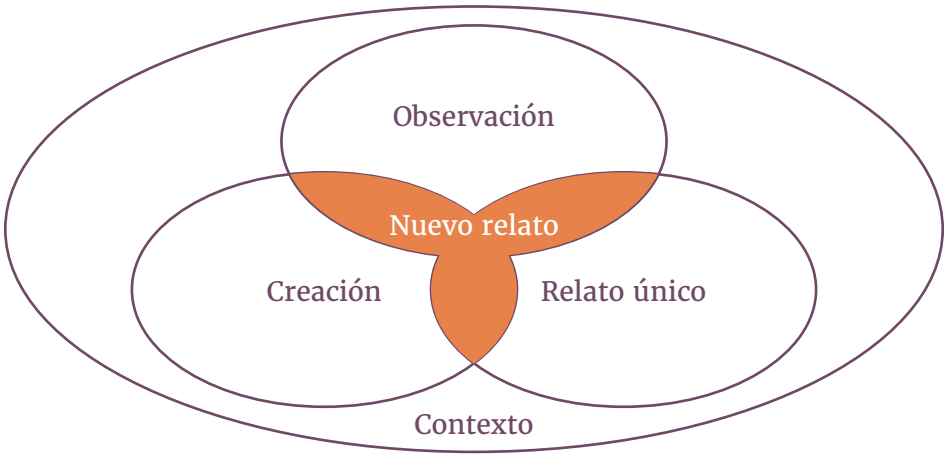 Observación
Nuevo relato
Creación
Relato único
Contexto